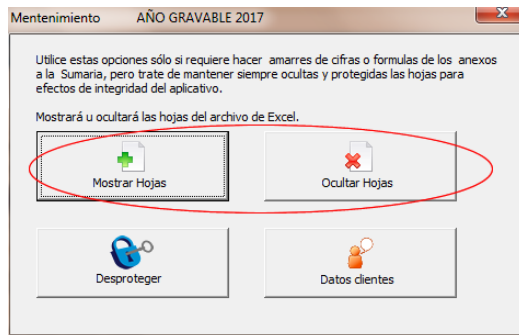 Mentenimiento AÑO GRAVABLE 2017
Utilice estas opciones sólo si requiere hacer amarres de cifras o formulas de los anexos
a la Sumaria, pero trate de mantener siempre ocultas y protegidas las hojas para
efectos de integridad del aplicativo.
Mostrará u ocultará las hojas del archivo de Excel.
Mostrar Hojas
Ocultar Hojas
Desproteger
Datos clientes